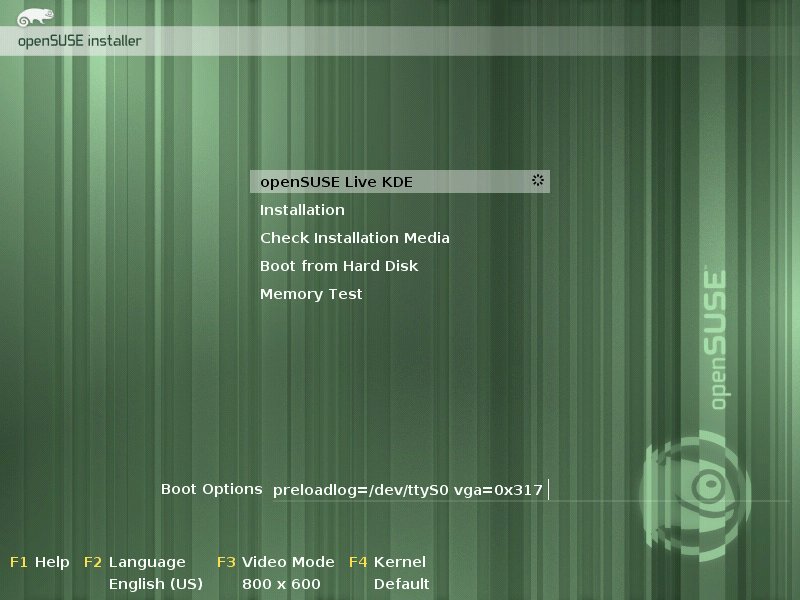 openSUSE installer
openSUSE Live KDE
Installation
Check Installation Media
Boot from Hard Disk
Memory Test
openSUSE
Boot Options preloadlog=/dev/ttyS0 vga=0x317
F1 Help F2 Language F3 Video Mode F4 Kernel
English (US) 800 x 600 Default